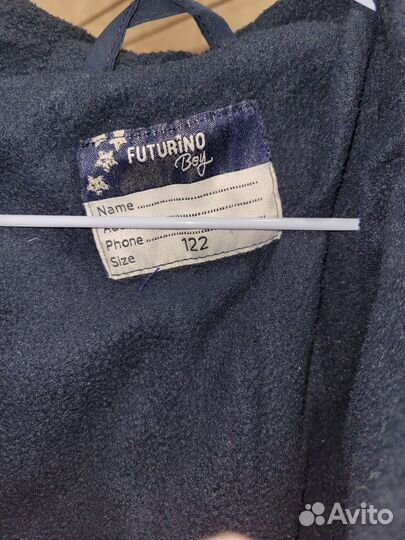 FUTURINO
Boy
Name
Phone
Size 122
Avito